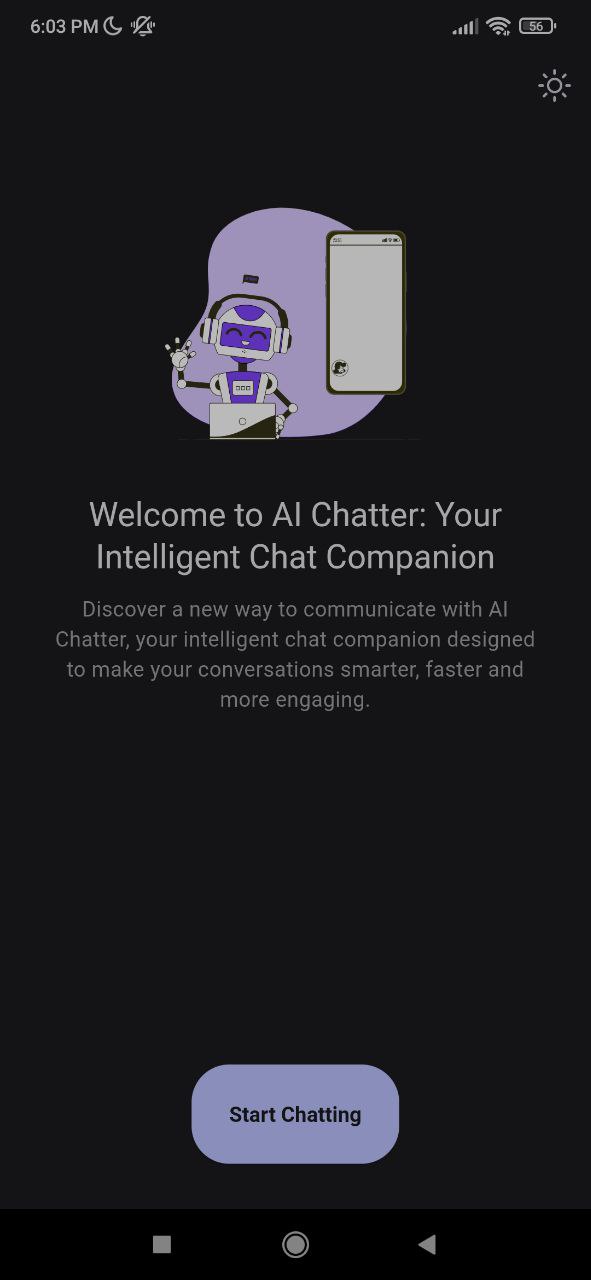 6:03 PM
56
Welcome to AI Chatter: Your
Intelligent Chat Companion
Discover a new way to communicate with AI
Chatter, your intelligent chat companion designed
to make your conversations smarter, faster and
more engaging.
Start Chatting